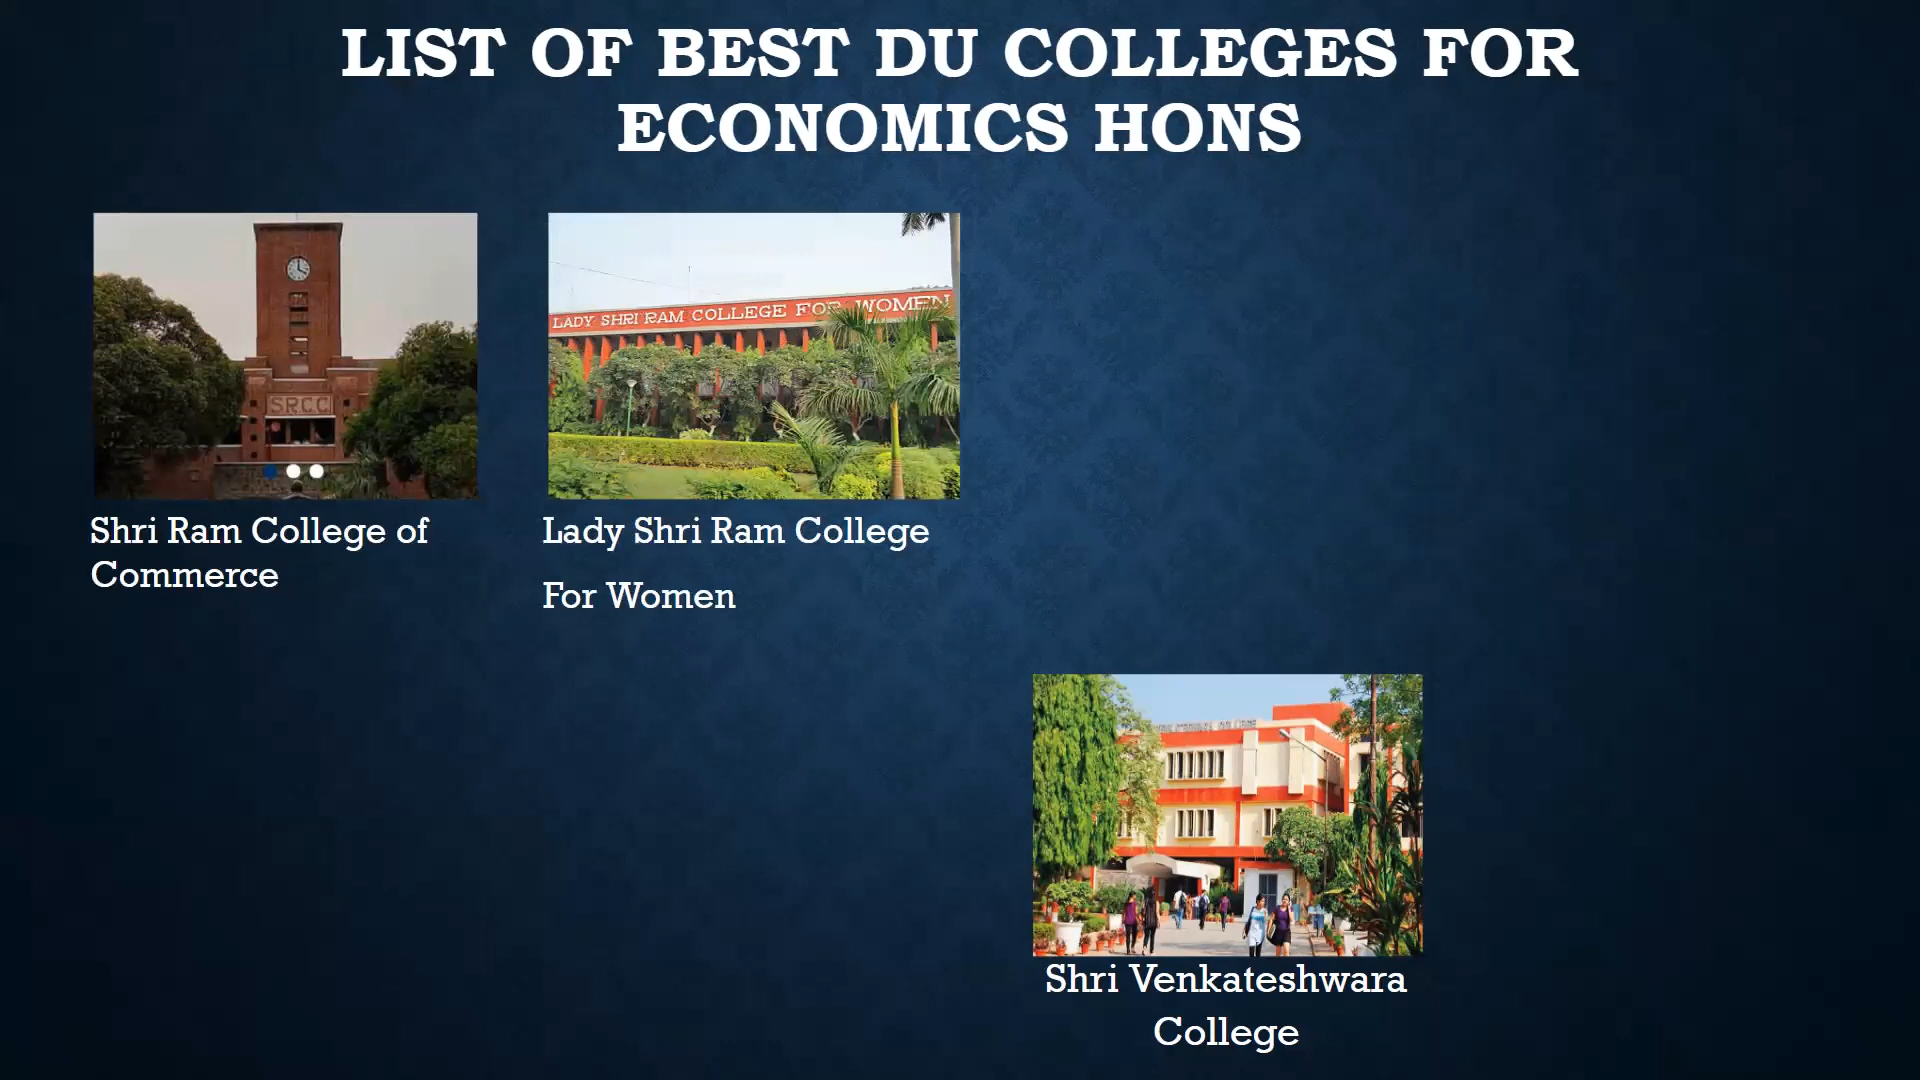 LIST OF BEST DU COLLEGES FOR
ECONOMICS HONS
SRCC
LADY SHRI RAM COLLEGE FOR WOMEN
Shri Ram College of
Commerce
Lady Shri Ram College
For Women
Shri Venkateshwara
College